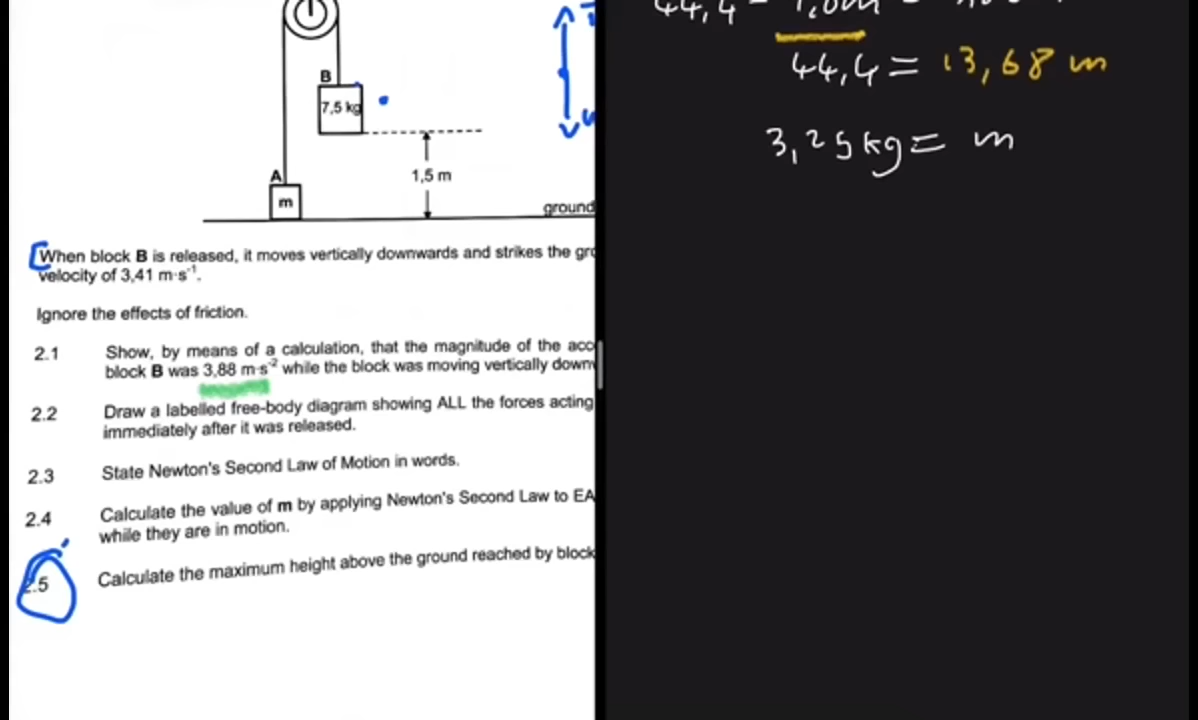 B
7,5 kg
A
1,5 m
m
ground
When block B is released, it moves vertically downwards and strikes the gro
velocity of 3,41 m·s⁻¹.
Ignore the effects of friction.
2.1 Show, by means of a calculation, that the magnitude of the acc
block B was 3,88 m·s⁻² while the block was moving vertically down
2.2 Draw a labelled free-body diagram showing ALL the forces acting
immediately after it was released.
2.3 State Newton's Second Law of Motion in words.
2.4 Calculate the value of m by applying Newton's Second Law to EA
while they are in motion.
2.5 Calculate the maximum height above the ground reached by block
44,4 =
44,4 = 13,68 m
3,25kg = m